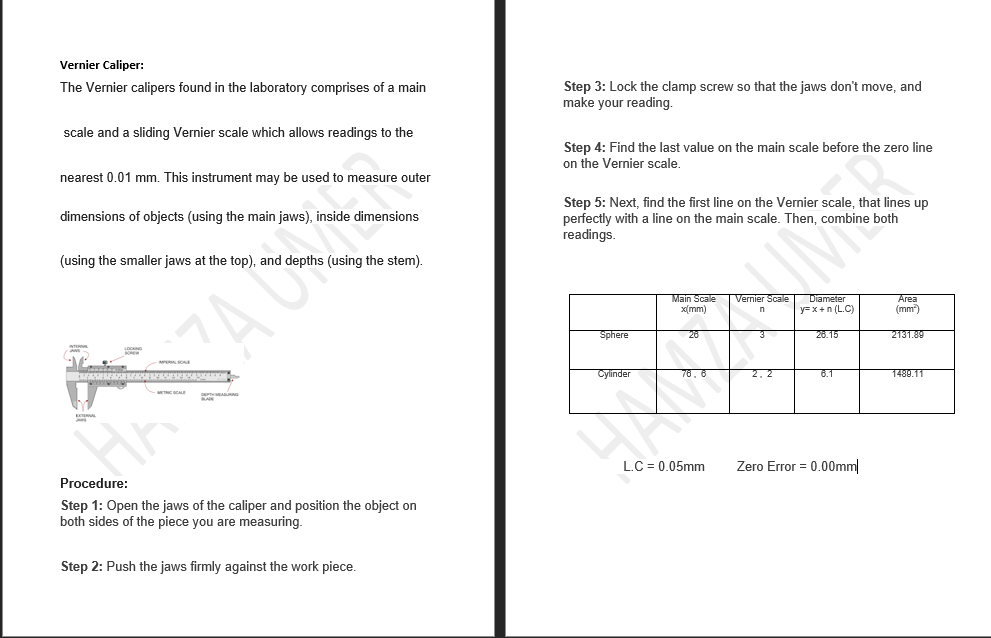 Vernier Caliper:
The Vernier calipers found in the laboratory comprises of a main
scale and a sliding Vernier scale which allows readings to the
nearest 0.01 mm. This instrument may be used to measure outer
dimensions of objects (using the main jaws), inside dimensions
(using the smaller jaws at the top), and depths (using the stem).
INTERNAL
JAWS
LOCKING
SCREW
IMPERIAL SCALE
METRIC SCALE
DEPTH MEASURING
BLADE
EXTERNAL
JAWS
HAMZA UMER
Procedure:
Step 1: Open the jaws of the caliper and position the object on
both sides of the piece you are measuring.
Step 2: Push the jaws firmly against the work piece.
Step 3: Lock the clamp screw so that the jaws don't move, and
make your reading.
Step 4: Find the last value on the main scale before the zero line
on the Vernier scale.
Step 5: Next, find the first line on the Vernier scale, that lines up
perfectly with a line on the main scale. Then, combine both
readings.
Main Scale Vernier Scale Diameter Area
x(mm) n y= x + n (L.C) (mm²)
Sphere 26 3 26.15 2131.89
Cylinder 76 , 6 2 , 2 6.1 1489.11
HAMZA UMER
L.C = 0.05mm Zero Error = 0.00mm